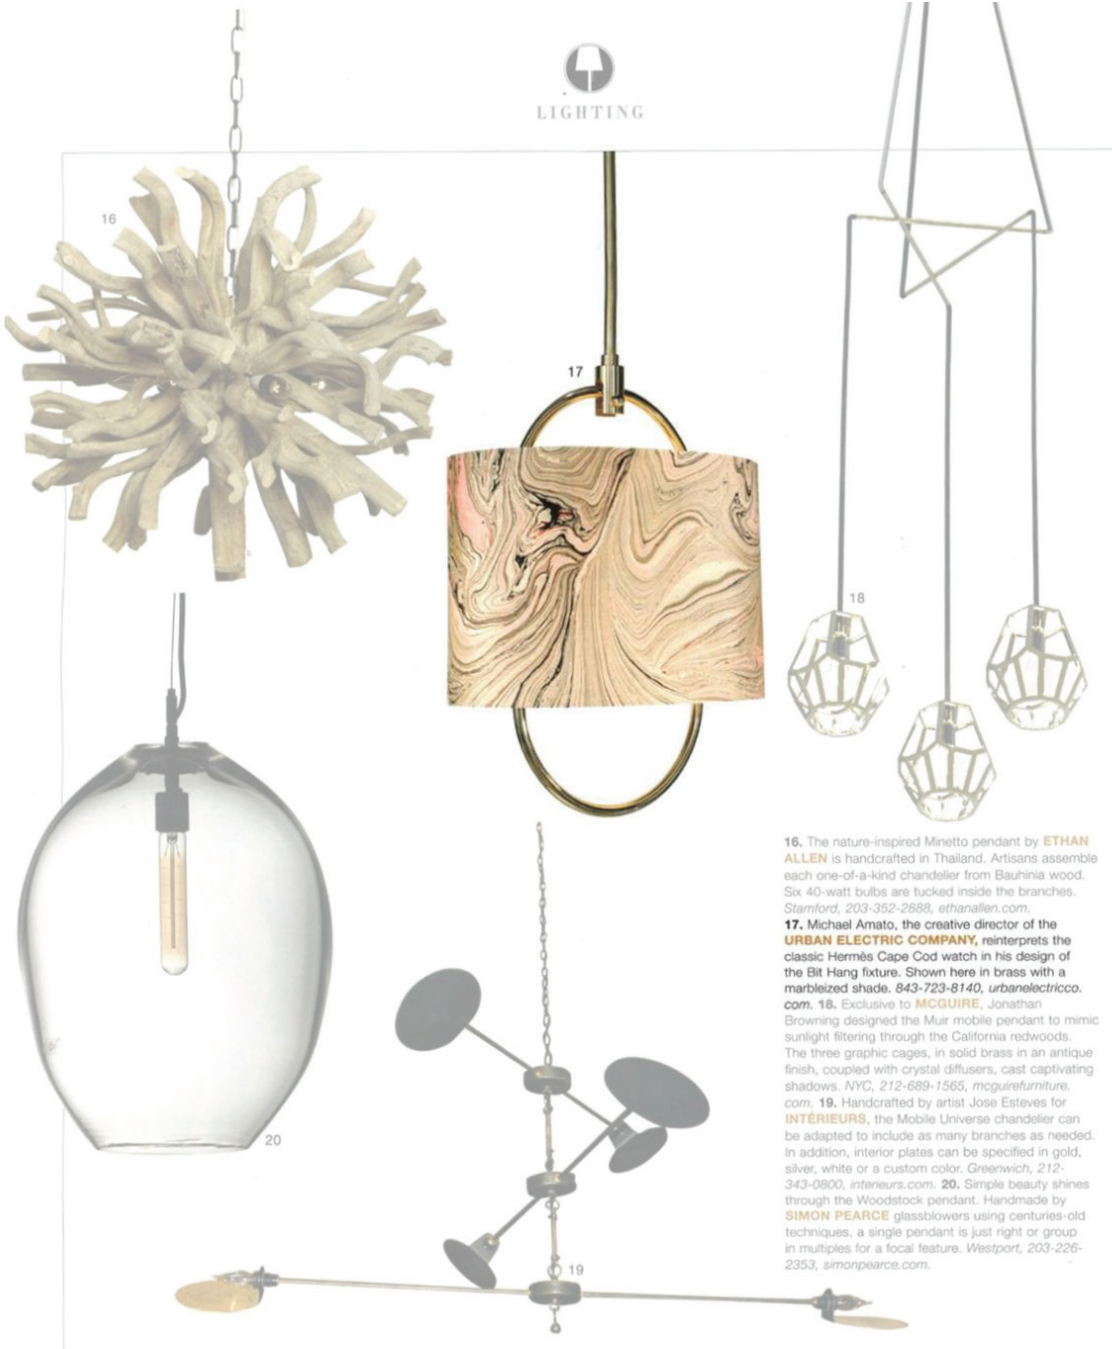 LIGHTING
16
17
18
20
19
16. The nature-inspired Minetto pendant by ETHAN
ALLEN is handcrafted in Thailand. Artisans assemble
each one-of-a-kind chandelier from Bauhinia wood.
Six 40-watt bulbs are tucked inside the branches.
Stamford, 203-352-2888, ethanallen.com.
17. Michael Amato, the creative director of the
URBAN ELECTRIC COMPANY, reinterprets the
classic Hermès Cape Cod watch in his design of
the Bit Hang fixture. Shown here in brass with a
marbleized shade. 843-723-8140, urbanelectricco.
com. 18. Exclusive to MCGUIRE, Jonathan
Browning designed the Muir mobile pendant to mimic
sunlight filtering through the California redwoods.
The three graphic cages, in solid brass in an antique
finish, coupled with crystal diffusers, cast captivating
shadows. NYC, 212-689-1565, mcguirefurniture.
com. 19. Handcrafted by artist Jose Esteves for
INTÉRIEURS, the Mobile Universe chandelier can
be adapted to include as many branches as needed.
In addition, interior plates can be specified in gold,
silver, white or a custom color. Greenwich, 212-
343-0800, interieurs.com. 20. Simple beauty shines
through the Woodstock pendant. Handmade by
SIMON PEARCE glassblowers using centuries-old
techniques, a single pendant is just right or group
in multiples for a focal feature. Westport, 203-226-
2353, simonpearce.com.